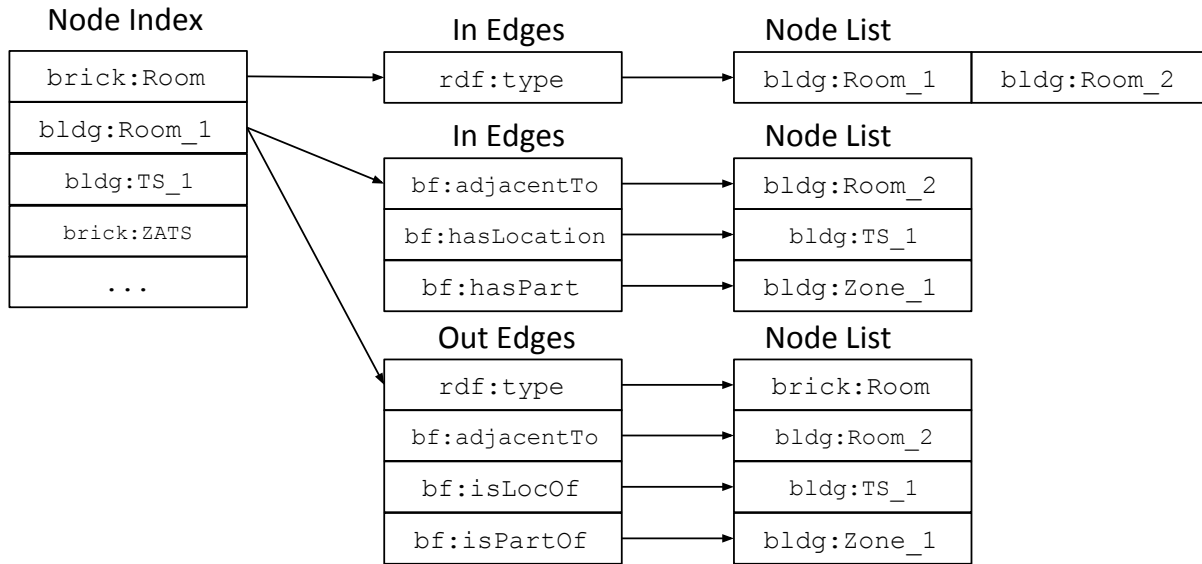 Node Index
In Edges
Node List
brick:Room
rdf:type
bldg:Room_1
bldg:Room_2
bldg:Room_1
In Edges
Node List
bldg:TS_1
bf:adjacentTo
bldg:Room_2
brick:ZATS
bf:hasLocation
bldg:TS_1
...
bf:hasPart
bldg:Zone_1
Out Edges
Node List
rdf:type
brick:Room
bf:adjacentTo
bldg:Room_2
bf:isLocOf
bldg:TS_1
bf:isPartOf
bldg:Zone_1